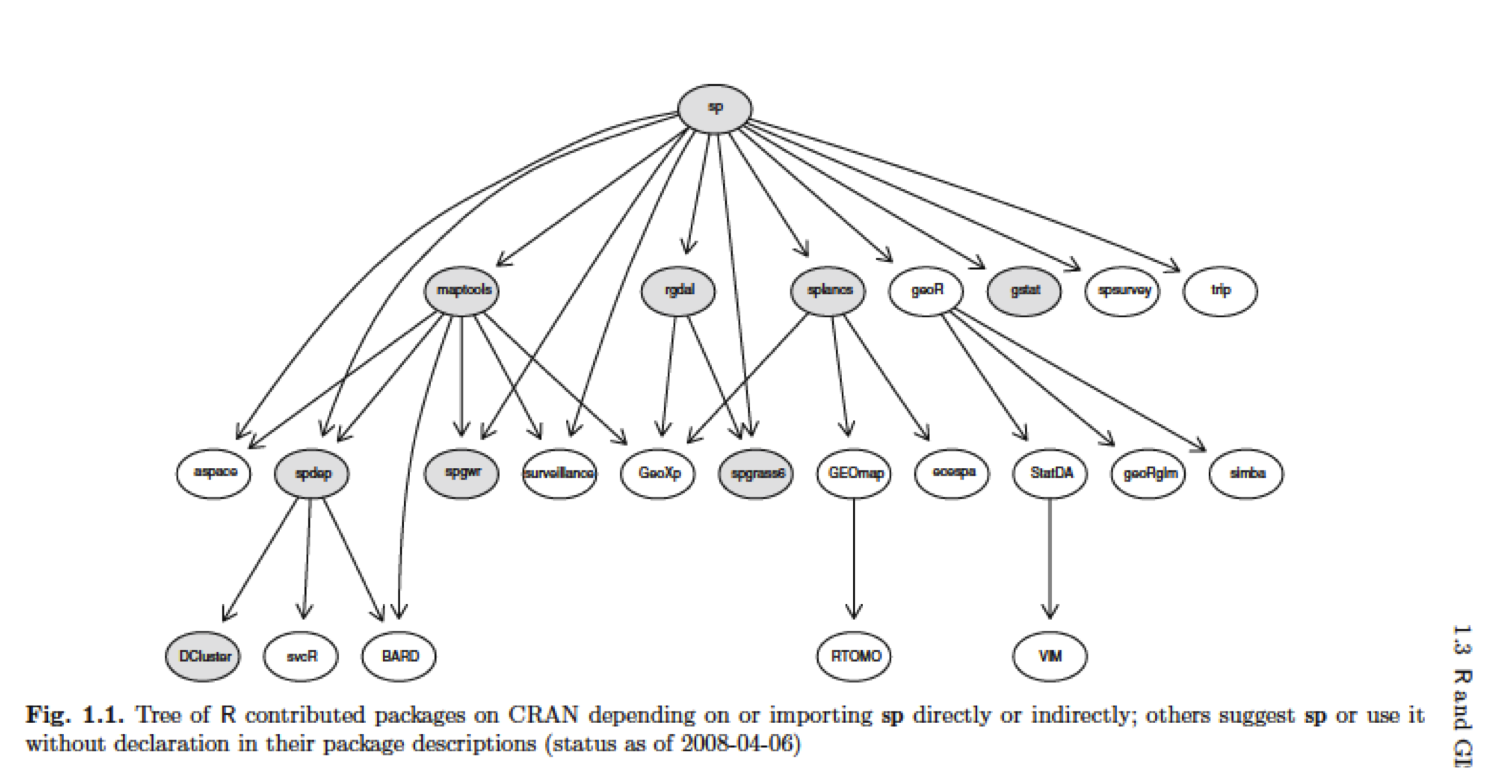 sp
maptools
rgdal
splancs
geoR
gstat
spsurvey
trip
aspace
spdep
spgwr
surveillance
GeoXp
spgrass6
GEOmap
ecespa
StatDA
geoRglm
simba
DCluster
svcR
BARD
RTOMO
VIM
Fig. 1.1. Tree of R contributed packages on CRAN depending on or importing sp directly or indirectly; others suggest sp or use it
without declaration in their package descriptions (status as of 2008-04-06)
1.3 R and GI